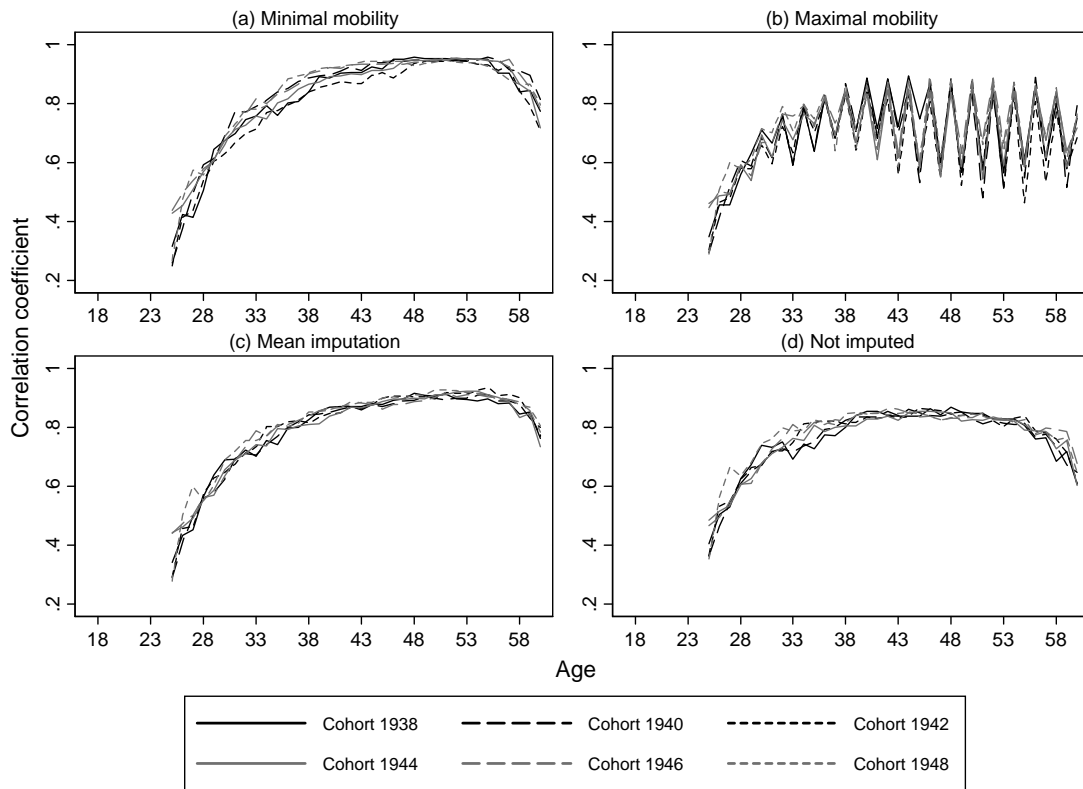 (a) Minimal mobility
(b) Maximal mobility
1
.8
.6
.4
.2
18 23 28 33 38 43 48 53 58
1
.8
.6
.4
.2
18 23 28 33 38 43 48 53 58
(c) Mean imputation
(d) Not imputed
1
.8
.6
.4
.2
18 23 28 33 38 43 48 53 58
1
.8
.6
.4
.2
18 23 28 33 38 43 48 53 58
Correlation coefficient
Age
Cohort 1938 Cohort 1940 Cohort 1942
Cohort 1944 Cohort 1946 Cohort 1948